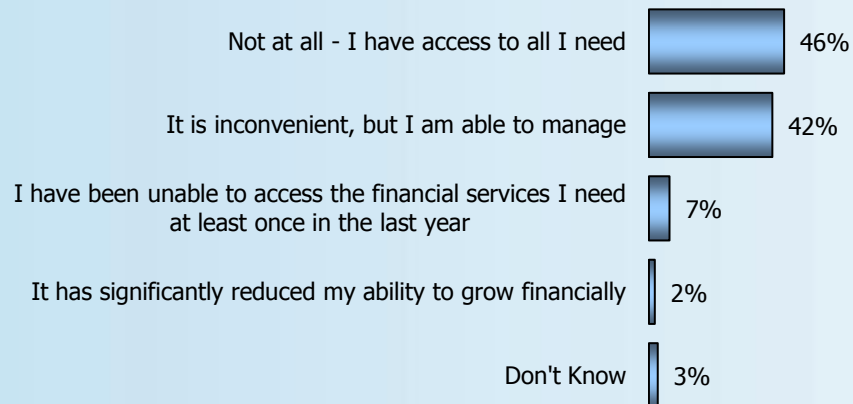 Not at all - I have access to all I need
46%
It is inconvenient, but I am able to manage
42%
I have been unable to access the financial services I need
at least once in the last year
7%
It has significantly reduced my ability to grow financially
2%
Don't Know
3%